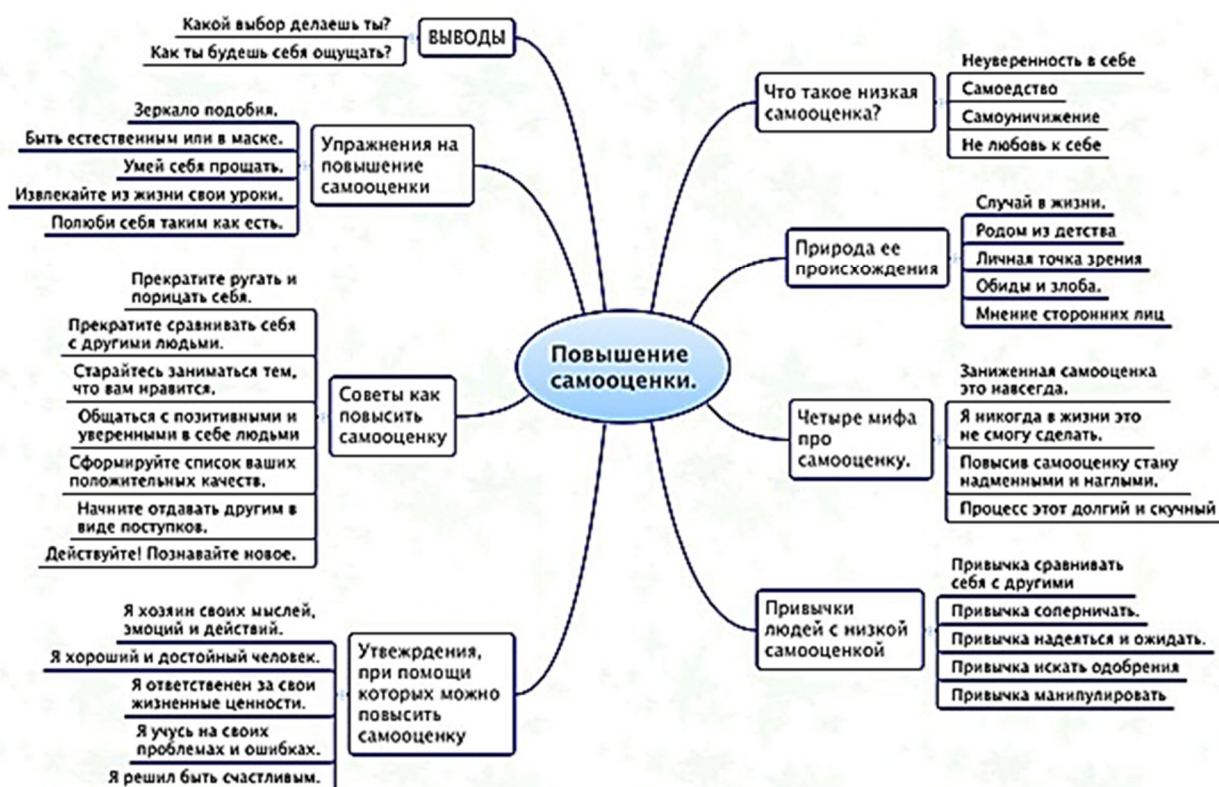 Повышение
самооценки.
Что такое низкая
самооценка?
Неуверенность в себе
Самоедство
Самоуничижение
Не любовь к себе
Природа ее
происхождения
Случай в жизни.
Родом из детства
Личная точка зрения
Обиды и злоба.
Мнение сторонних лиц
Четыре мифа
про
самооценку.
Заниженная самооценка
это навсегда.
Я никогда в жизни это
не смогу сделать.
Повысив самооценку стану
надменными и наглыми.
Процесс этот долгий и скучный
Привычки
людей с низкой
самооценкой
Привычка сравнивать
себя с другими
Привычка соперничать.
Привычка надеяться и ожидать.
Привычка искать одобрения
Привычка манипулировать
ВЫВОДЫ
Какой выбор делаешь ты?
Как ты будешь себя ощущать?
Упражнения на
повышение
самооценки
Зеркало подобия.
Быть естественным или в маске.
Умей себя прощать.
Извлекайте из жизни свои уроки.
Полюби себя таким как есть.
Советы как
повысить
самооценку
Прекратите ругать и
порицать себя.
Прекратите сравнивать себя
с другими людьми.
Старайтесь заниматься тем,
что вам нравится.
Общаться с позитивными и
уверенными в себе людьми
Сформируйте список ваших
положительных качеств.
Начните отдавать другим в
виде поступков.
Действуйте! Познавайте новое.
Утвежрдения,
при помощи
которых можно
повысить
самооценку
Я хозяин своих мыслей,
эмоций и действий.
Я хороший и достойный человек.
Я ответственен за свои
жизненные ценности.
Я учусь на своих
проблемах и ошибках.
Я решил быть счастливым.